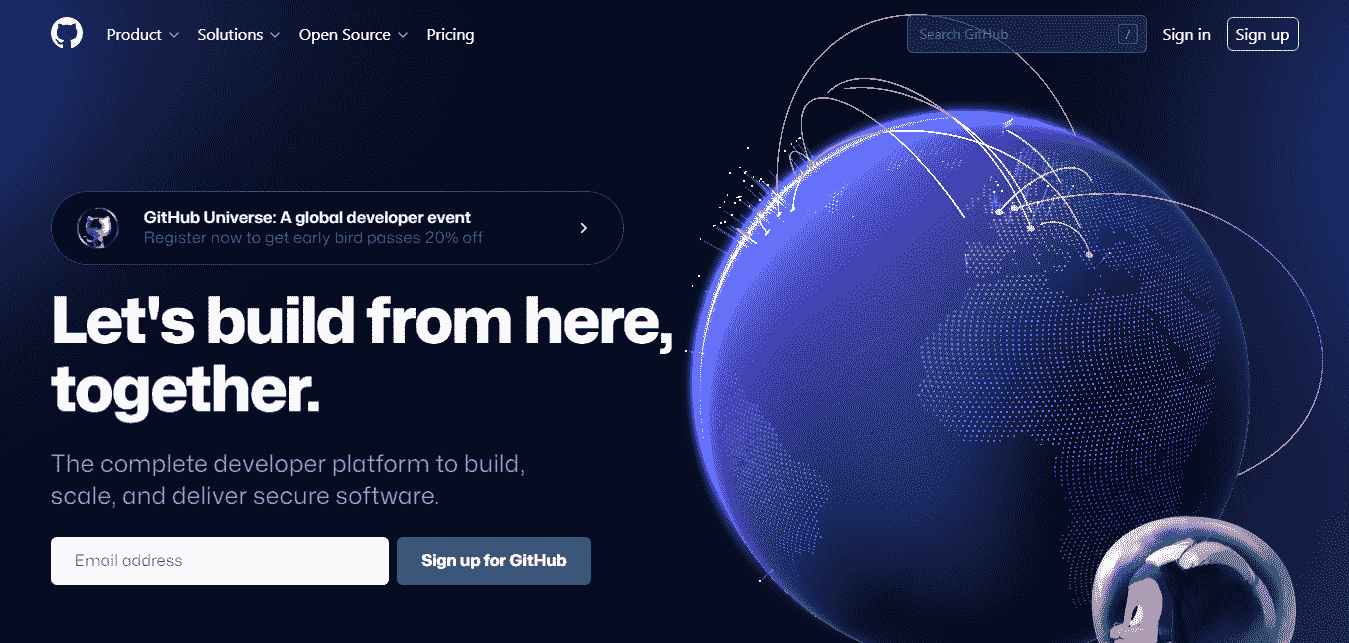 Product
Solutions
Open Source
Pricing
Search GitHub
/
Sign in
Sign up
GitHub Universe: A global developer event
Register now to get early bird passes 20% off
Let's build from here,
together.
The complete developer platform to build,
scale, and deliver secure software.
Email address
Sign up for GitHub